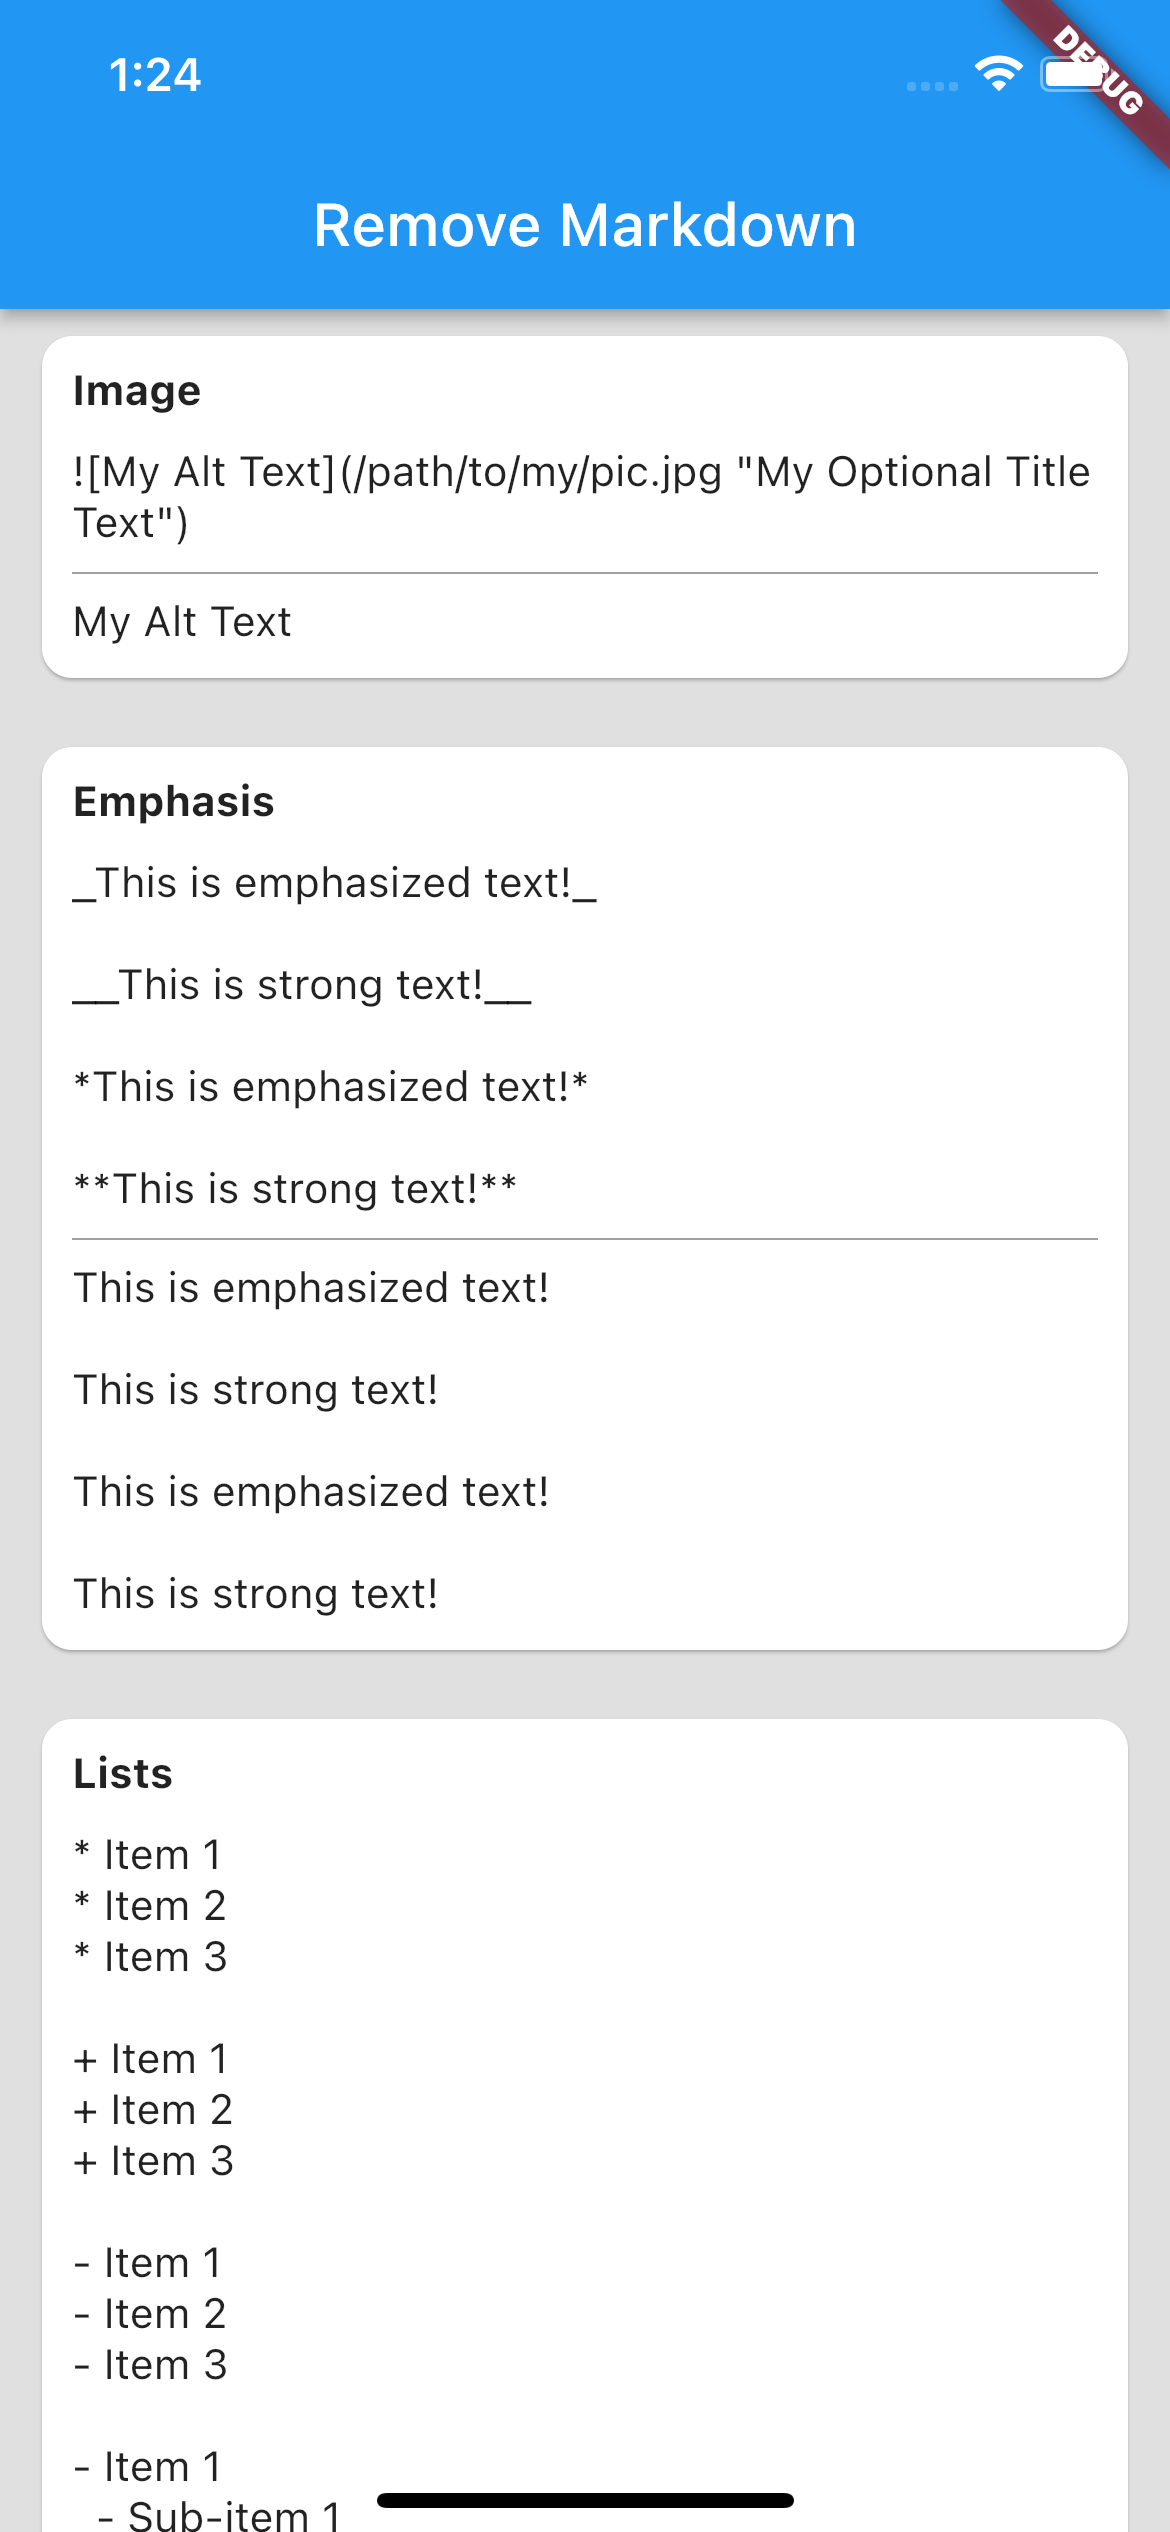 1:24
DEBUG
Remove Markdown
Image
![My Alt Text](/path/to/my/pic.jpg "My Optional Title
Text")
My Alt Text
Emphasis
_This is emphasized text!_
__This is strong text!__
*This is emphasized text!*
**This is strong text!**
This is emphasized text!
This is strong text!
This is emphasized text!
This is strong text!
Lists
* Item 1
* Item 2
* Item 3
+ Item 1
+ Item 2
+ Item 3
- Item 1
- Item 2
- Item 3
- Item 1
  - Sub-item 1